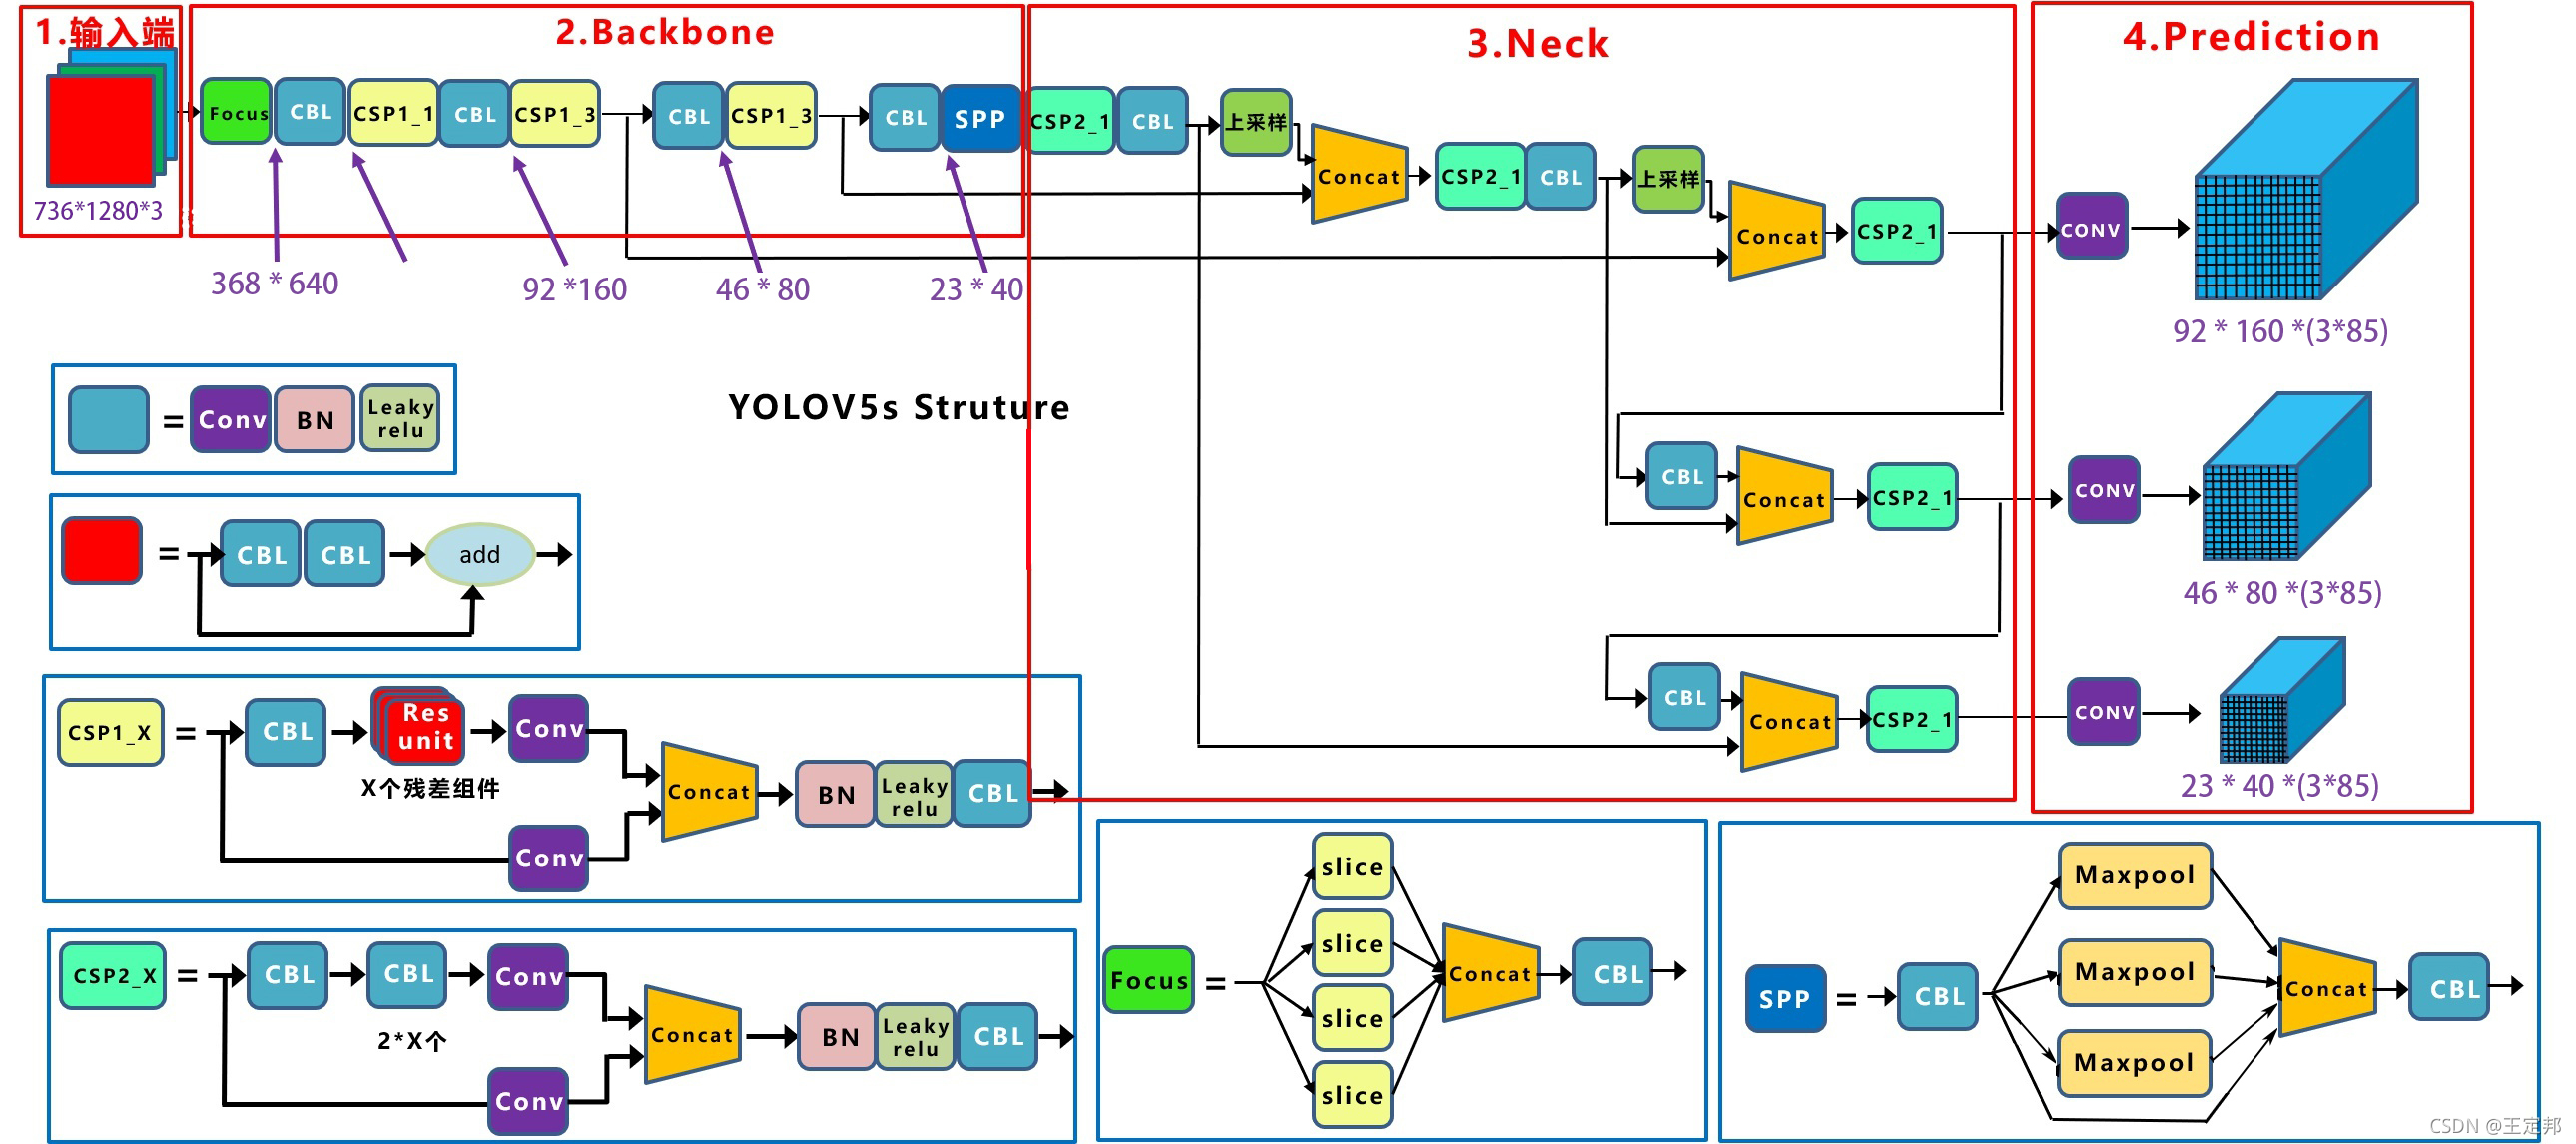 1.输入端
2.Backbone
3.Neck
4.Prediction
Focus
CBL
CSP1_1
CBL
CSP1_3
CBL
CSP1_3
CBL
SPP
CSP2_1
CBL
上采样
Concat
CSP2_1
CBL
上采样
Concat
CSP2_1
CONV
736*1280*3
368 * 640
92 *160
46 * 80
23 * 40
92 * 160 *(3*85)
YOLOV5s Struture
=
Conv
BN
Leaky
relu
CBL
Concat
CSP2_1
CONV
46 * 80 *(3*85)
=
CBL
CBL
add
CBL
Concat
CSP2_1
CONV
23 * 40 *(3*85)
CSP1_X
=
CBL
Res
unit
Conv
X个残差组件
Conv
Concat
BN
Leaky
relu
CBL
CSP2_X
=
CBL
CBL
Conv
2*X个
Conv
Concat
BN
Leaky
relu
CBL
Focus
=
slice
slice
slice
slice
Concat
CBL
SPP
=
CBL
Maxpool
Maxpool
Maxpool
Concat
CBL
CSDN @王定邦